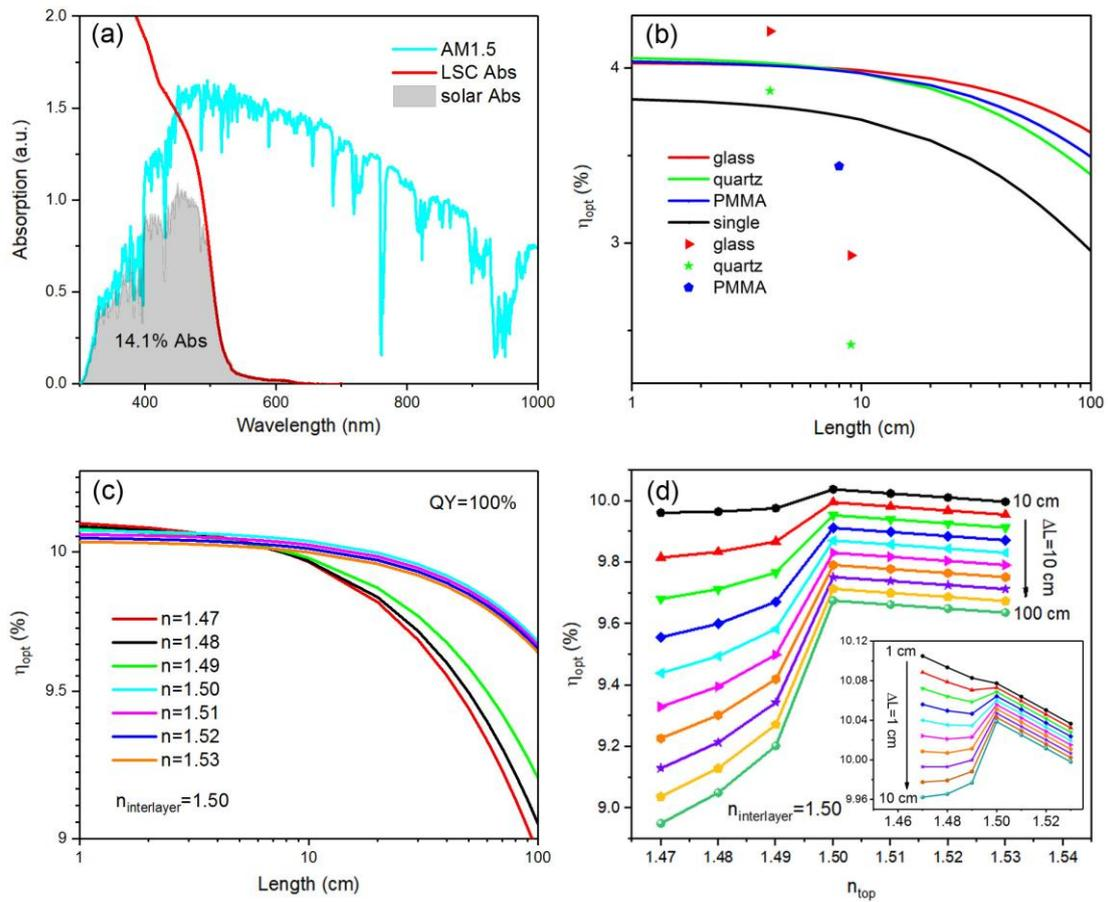 (a)
AM1.5
LSC Abs
solar Abs
14.1% Abs
Absorption (a.u.)
0.0
0.5
1.0
1.5
2.0
400
600
800
1000
Wavelength (nm)
(b)
glass
quartz
PMMA
single
glass
quartz
PMMA
ηopt (%)
4
3
1
10
100
Length (cm)
(c)
QY=100%
n=1.47
n=1.48
n=1.49
n=1.50
n=1.51
n=1.52
n=1.53
ninterlayer=1.50
ηopt (%)
10
9.5
9
1
10
100
Length (cm)
(d)
10 cm
ΔL=10 cm
100 cm
ninterlayer=1.50
ηopt (%)
10.0
9.8
9.6
9.4
9.2
9.0
1.47
1.48
1.49
1.50
1.51
1.52
1.53
1.54
ntop
10.12
10.08
10.04
10.00
9.96
1 cm
ΔL=1 cm
10 cm
1.46
1.48
1.50
1.52